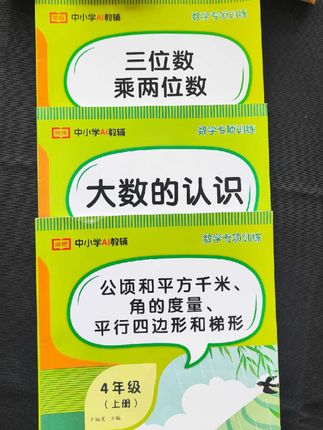 中小学AI教辅
数学专项训练
三位数
乘两位数
中小学AI教辅
数学专项训练
大数的认识
中小学AI教辅
数学专项训练
公顷和平方千米、
角的度量、
平行四边形和梯形
4年级
(上册)